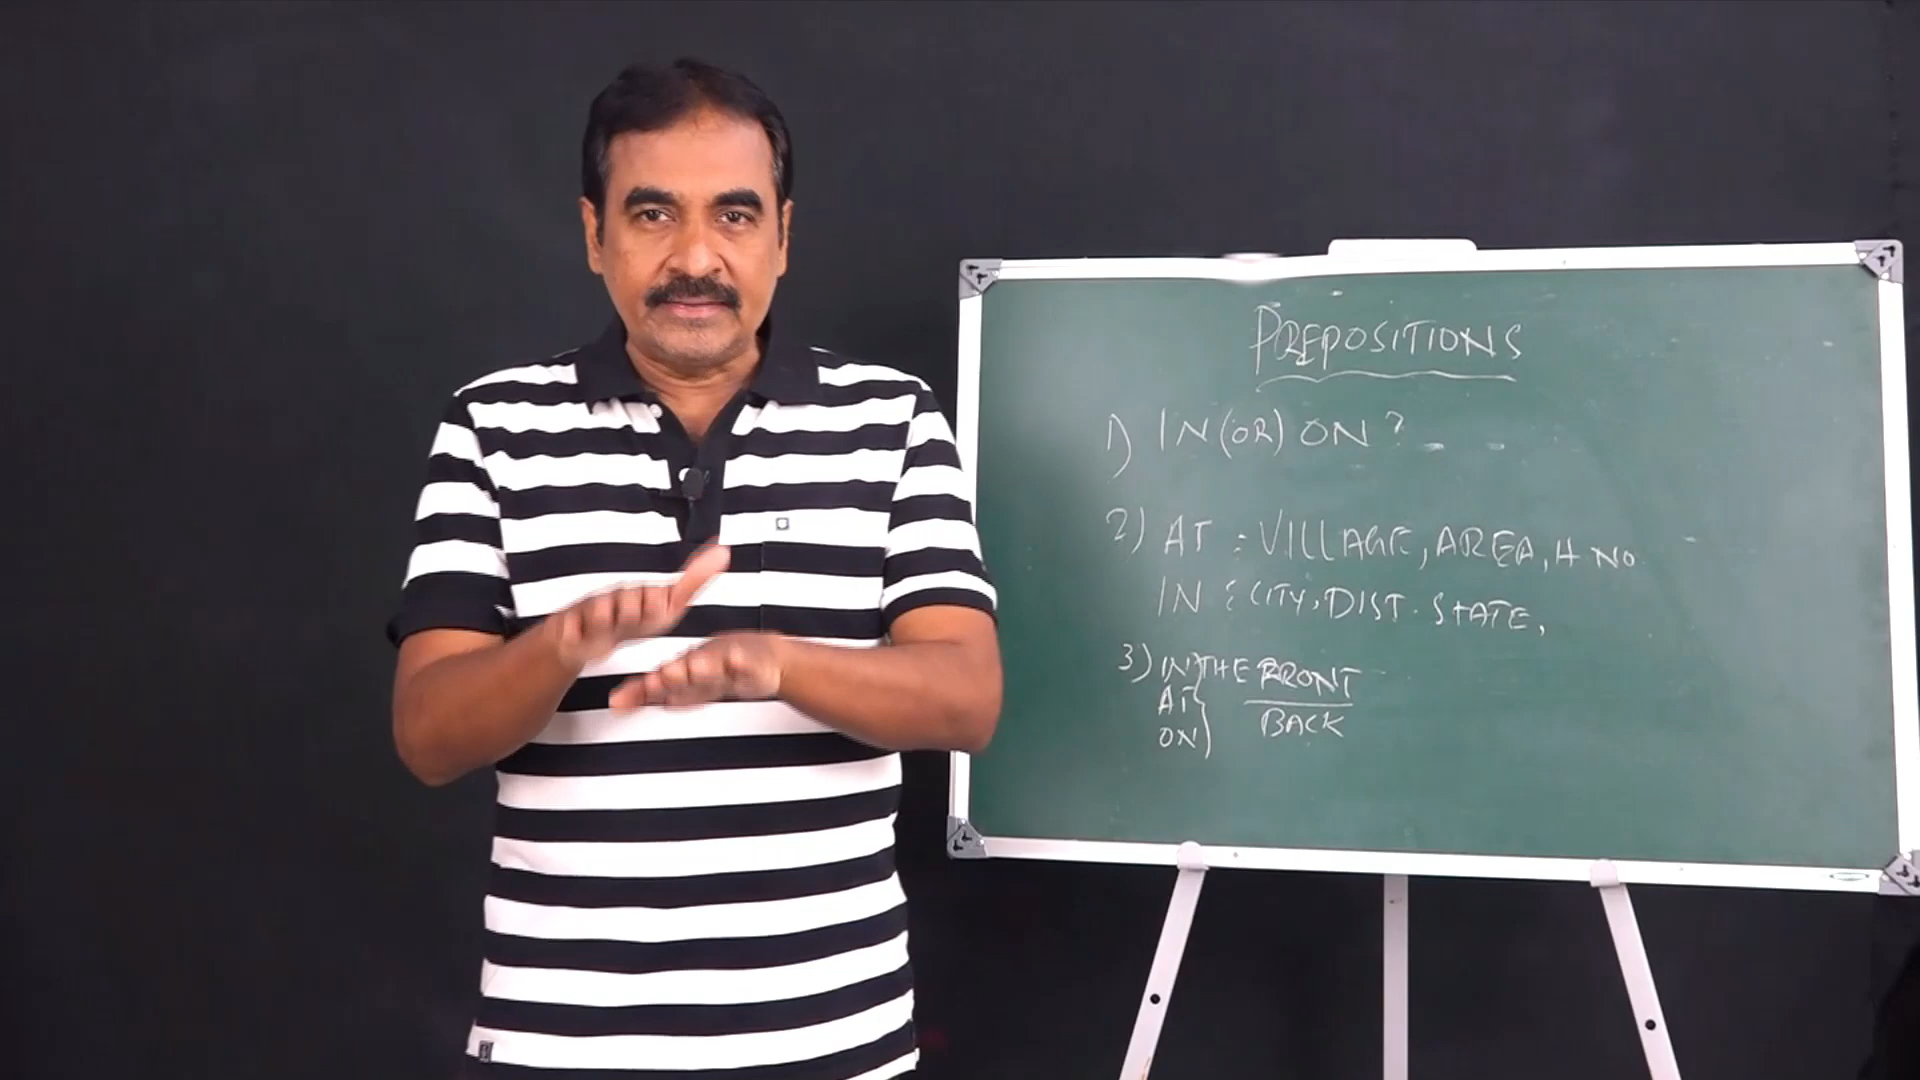 PREPOSITIONS
1) IN (OR) ON ?
2) AT : VILLAGE, AREA, H NO
IN : CITY, DIST. STATE,
3) IN THE FRONT
AT
ON BACK